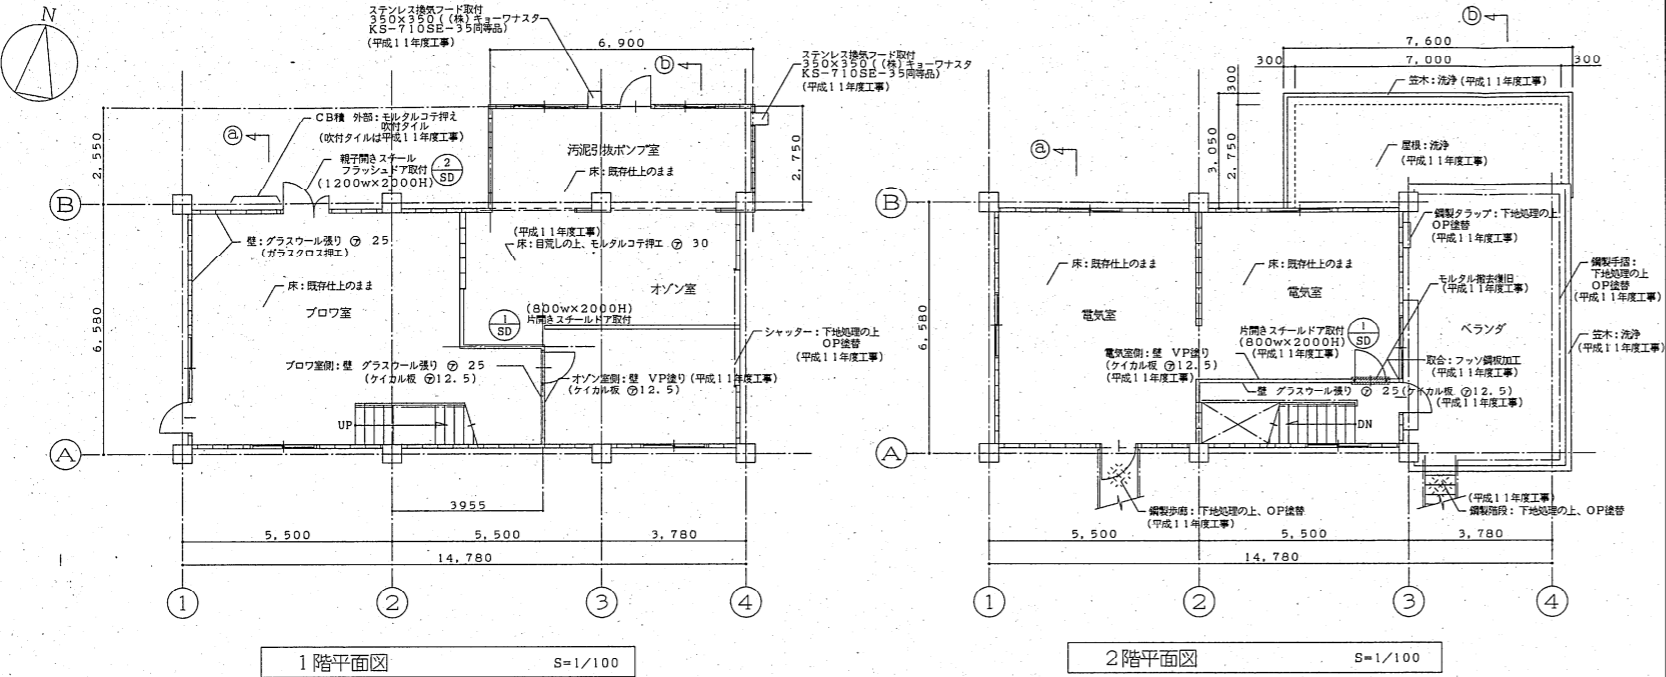 N
ステンレス換気フード取付
350×350((株)キョーワナスタ
KS-710SE-35同等品)
(平成11年度工事)
6,900
ⓑ
ステンレス換気フード取付
350×350((株)キョーワナスタ
KS-710SE-35同等品)
(平成11年度工事)
CB積 外部:モルタルコテ押え
吹付タイル
(吹付タイルは平成11年度工事)
ⓐ
親子開きスチール
フラッシュドア取付
(1200w×2000H)
2
SD
2,550
汚泥引抜ポンプ室
床:既存仕上のまま
2,750
B
壁:グラスウール張り ㋐ 25
(ガラスクロス押エ)
(平成11年度工事)
床:目荒しの上、モルタルコテ押エ ㋐ 30
床:既存仕上のまま
ブロワ室
オゾン室
6,580
(800w×2000H)
片開きスチールドア取付
1
SD
シャッター:下地処理の上
OP塗替
(平成11年度工事)
ブロワ室側:壁 グラスウール張り ㋐ 25
(ケイカル板 ㋐12.5)
オゾン室側:壁 VP塗り(平成11年度工事)
(ケイカル板 ㋐12.5)
UP
A
3955
5,500
5,500
3,780
14,780
1
2
3
4
1階平面図
S=1/100
ⓑ
7,600
300
7,000
300
笠木:洗浄(平成11年度工事)
300
3,050
2,750
屋根:洗浄
(平成11年度工事)
ⓐ
B
鋼製タラップ:下地処理の上
OP塗替
(平成11年度工事)
床:既存仕上のまま
床:既存仕上のまま
電気室
電気室
モルタル撤去復旧
(平成11年度工事)
鋼製手摺:
下地処理の上
OP塗替
(平成11年度工事)
6,580
ベランダ
片開きスチールドア取付
(800w×2000H)
(平成11年度工事)
1
SD
笠木:洗浄
(平成11年度工事)
電気室側:壁 VP塗り
(ケイカル板 ㋐12.5)
(平成11年度工事)
取合:フッソ鋼板加工
(平成11年度工事)
壁 グラスウール張り ㋐ 25(ケイカル板 ㋐12.5)
(平成11年度工事)
DN
A
鋼製歩廊:下地処理の上、OP塗替
(平成11年度工事)
(平成11年度工事)
鋼製階段:下地処理の上、OP塗替
5,500
5,500
3,780
14,780
1
2
3
4
2階平面図
S=1/100